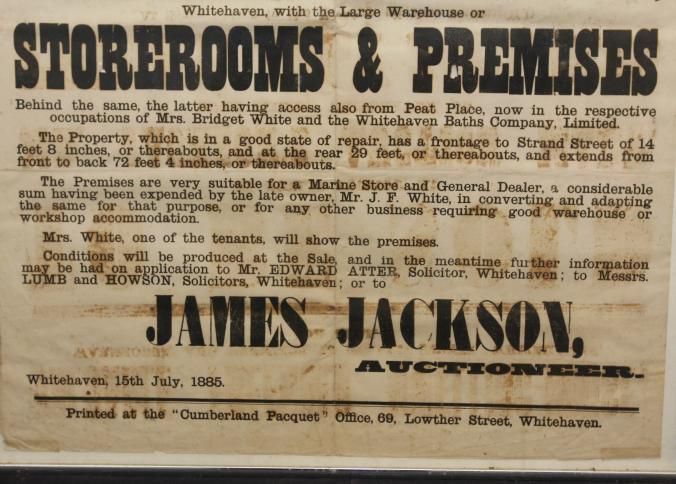 Whitehaven, with the Large Warehouse or
STOREROOMS & PREMISES
Behind the same, the latter having access also from Peat Place, now in the respective
occupations of Mrs. Bridget White and the Whitehaven Baths Company, Limited.
The Property, which is in a good state of repair, has a frontage to Strand Street of 14
feet 8 inches, or thereabouts, and at the rear 29 feet, or thereabouts, and extends from
front to back 72 feet 4 inches, or thereabouts.
The Premises are very suitable for a Marine Store and General Dealer, a considerable
sum having been expended by the late owner, Mr. J. F. White, in converting and adapting
the same for that purpose, or for any other business requiring good warehouse or
workshop accommodation.
Mrs. White, one of the tenants, will show the premises.
Conditions will be produced at the Sale, and in the meantime further information
may be had on application to Mr. EDWARD ATTER, Solicitor, Whitehaven; to Messrs.
LUMB and HOWSON, Solicitors, Whitehaven; or to
JAMES JACKSON,
AUCTIONEER.
Whitehaven, 15th July, 1885.
Printed at the "Cumberland Pacquet" Office, 69, Lowther Street, Whitehaven.